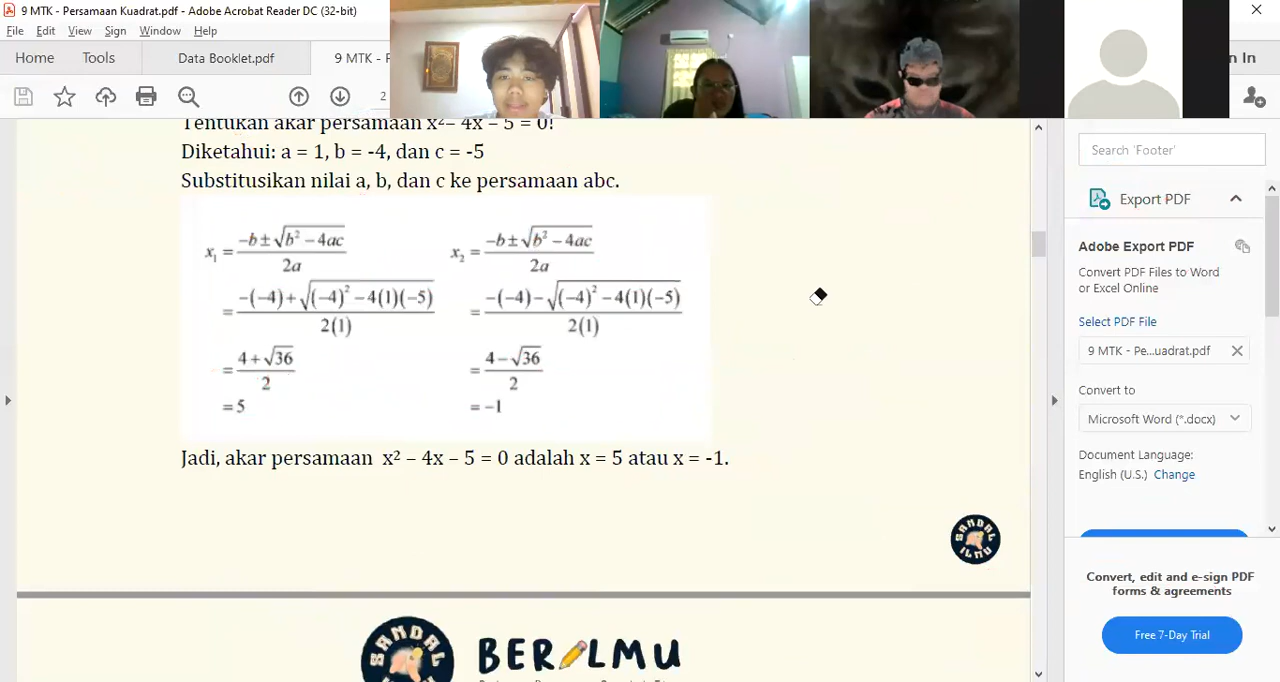 9 MTK - Persamaan Kuadrat.pdf - Adobe Acrobat Reader DC (32-bit)
File Edit View Sign Window Help
Home Tools Data Booklet.pdf 9 MTK - P
n In
2
Tentukan akar persamaan x² – 4x – 5 = 0!
Diketahui: a = 1, b = -4, dan c = -5
Substitusikan nilai a, b, dan c ke persamaan abc.
x₁ = (−b ± √(b² − 4ac)) / 2a
= (−(−4) + √((−4)² − 4(1)(−5))) / 2(1)
= (4 + √36) / 2
= 5
x₂ = (−b ± √(b² − 4ac)) / 2a
= (−(−4) − √((−4)² − 4(1)(−5))) / 2(1)
= (4 − √36) / 2
= −1
Jadi, akar persamaan x² – 4x – 5 = 0 adalah x = 5 atau x = -1.
SANDAL
ILMU
SANDAL
BERILMU
Search 'Footer'
Export PDF
Adobe Export PDF
Convert PDF Files to Word
or Excel Online
Select PDF File
9 MTK - Pe...uadrat.pdf
Convert to
Microsoft Word (*.docx)
Document Language:
English (U.S.) Change
Convert, edit and e-sign PDF
forms & agreements
Free 7-Day Trial